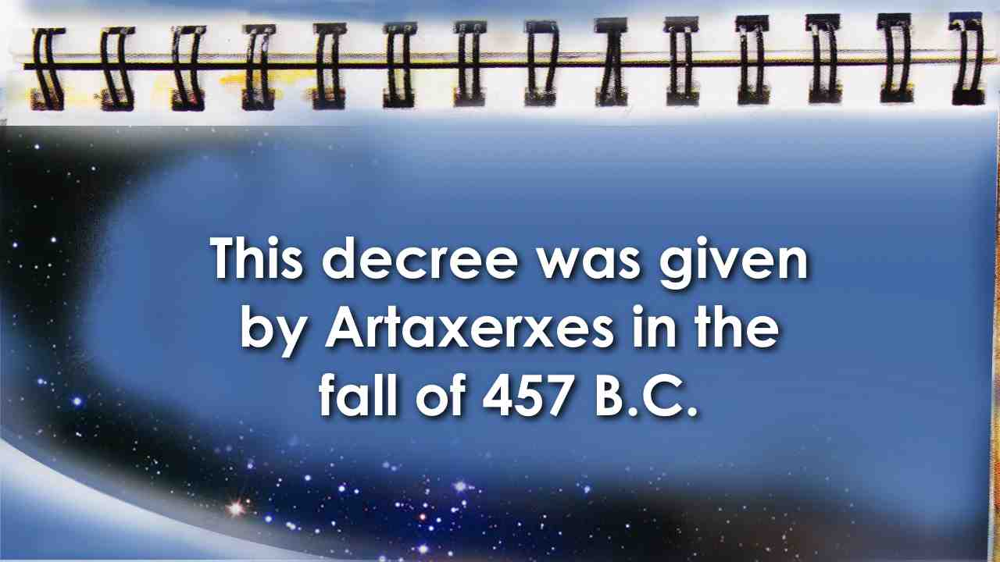 This decree was given
by Artaxerxes in the
fall of 457 B.C.